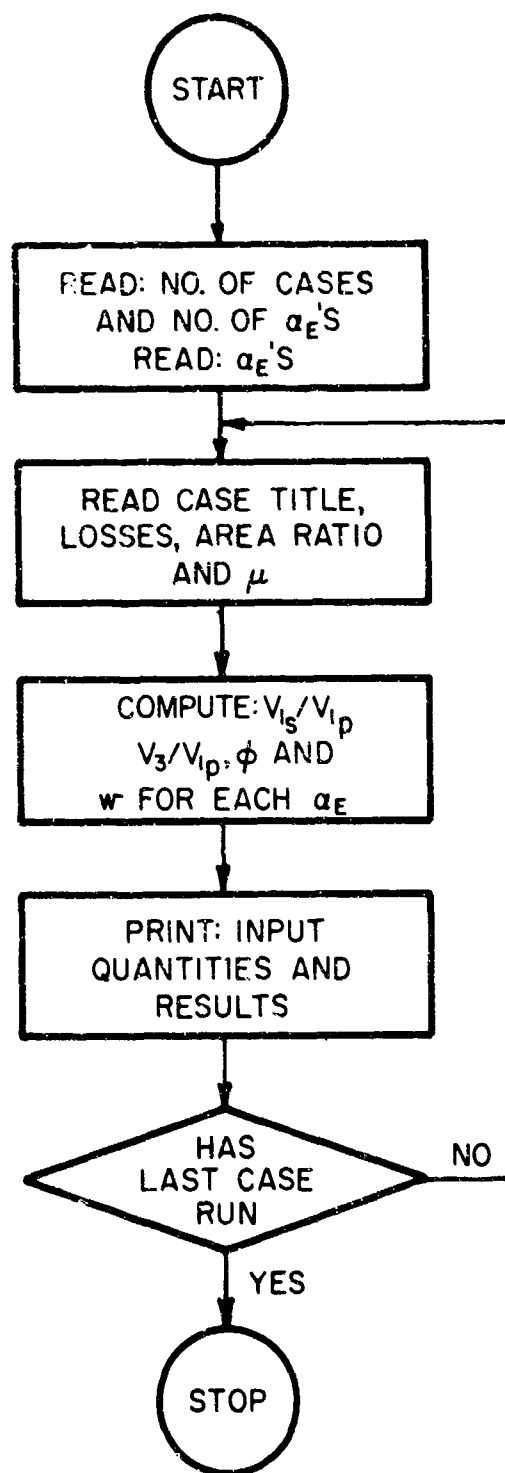 START
READ: NO. OF CASES
AND NO. OF αE'S
READ: αE'S
READ CASE TITLE,
LOSSES, AREA RATIO
AND μ
COMPUTE: V1s/V1p
V3/V1p, ϕ AND
w FOR EACH αE
PRINT: INPUT
QUANTITIES AND
RESULTS
HAS
LAST CASE
RUN
NO
YES
STOP